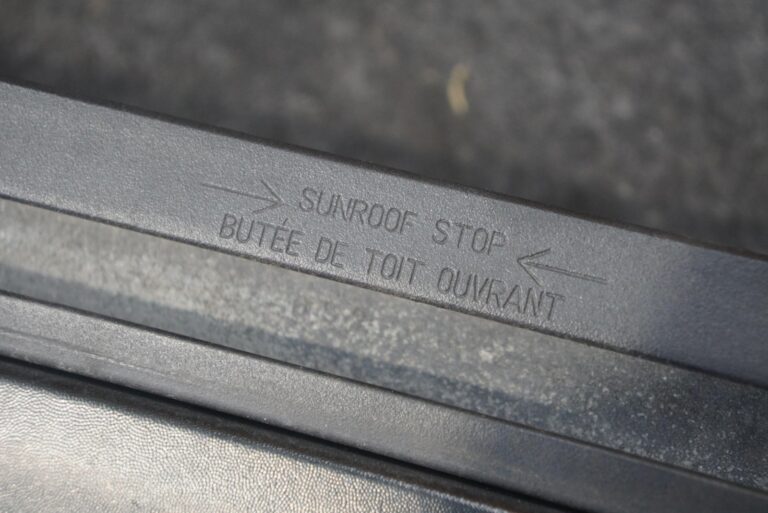 SUNROOF STOP
BUTÉE DE TOIT OUVRANT